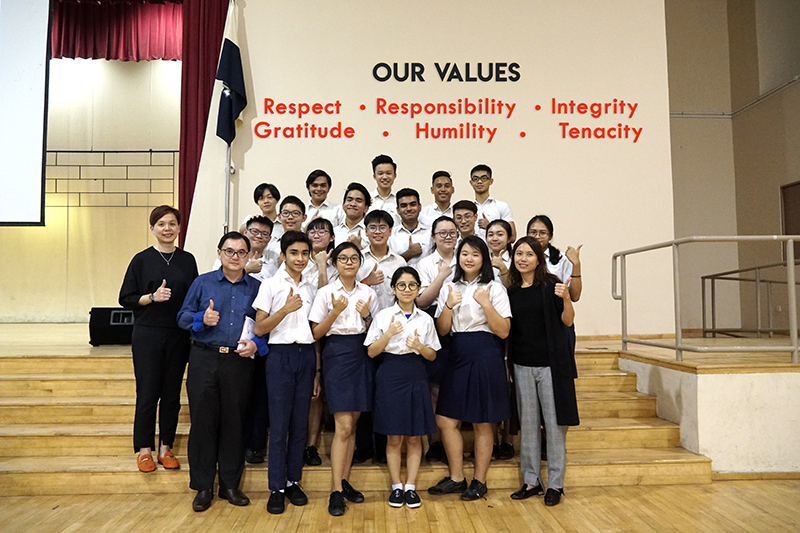 OUR VALUES
Respect • Responsibility • Integrity
Gratitude • Humility • Tenacity